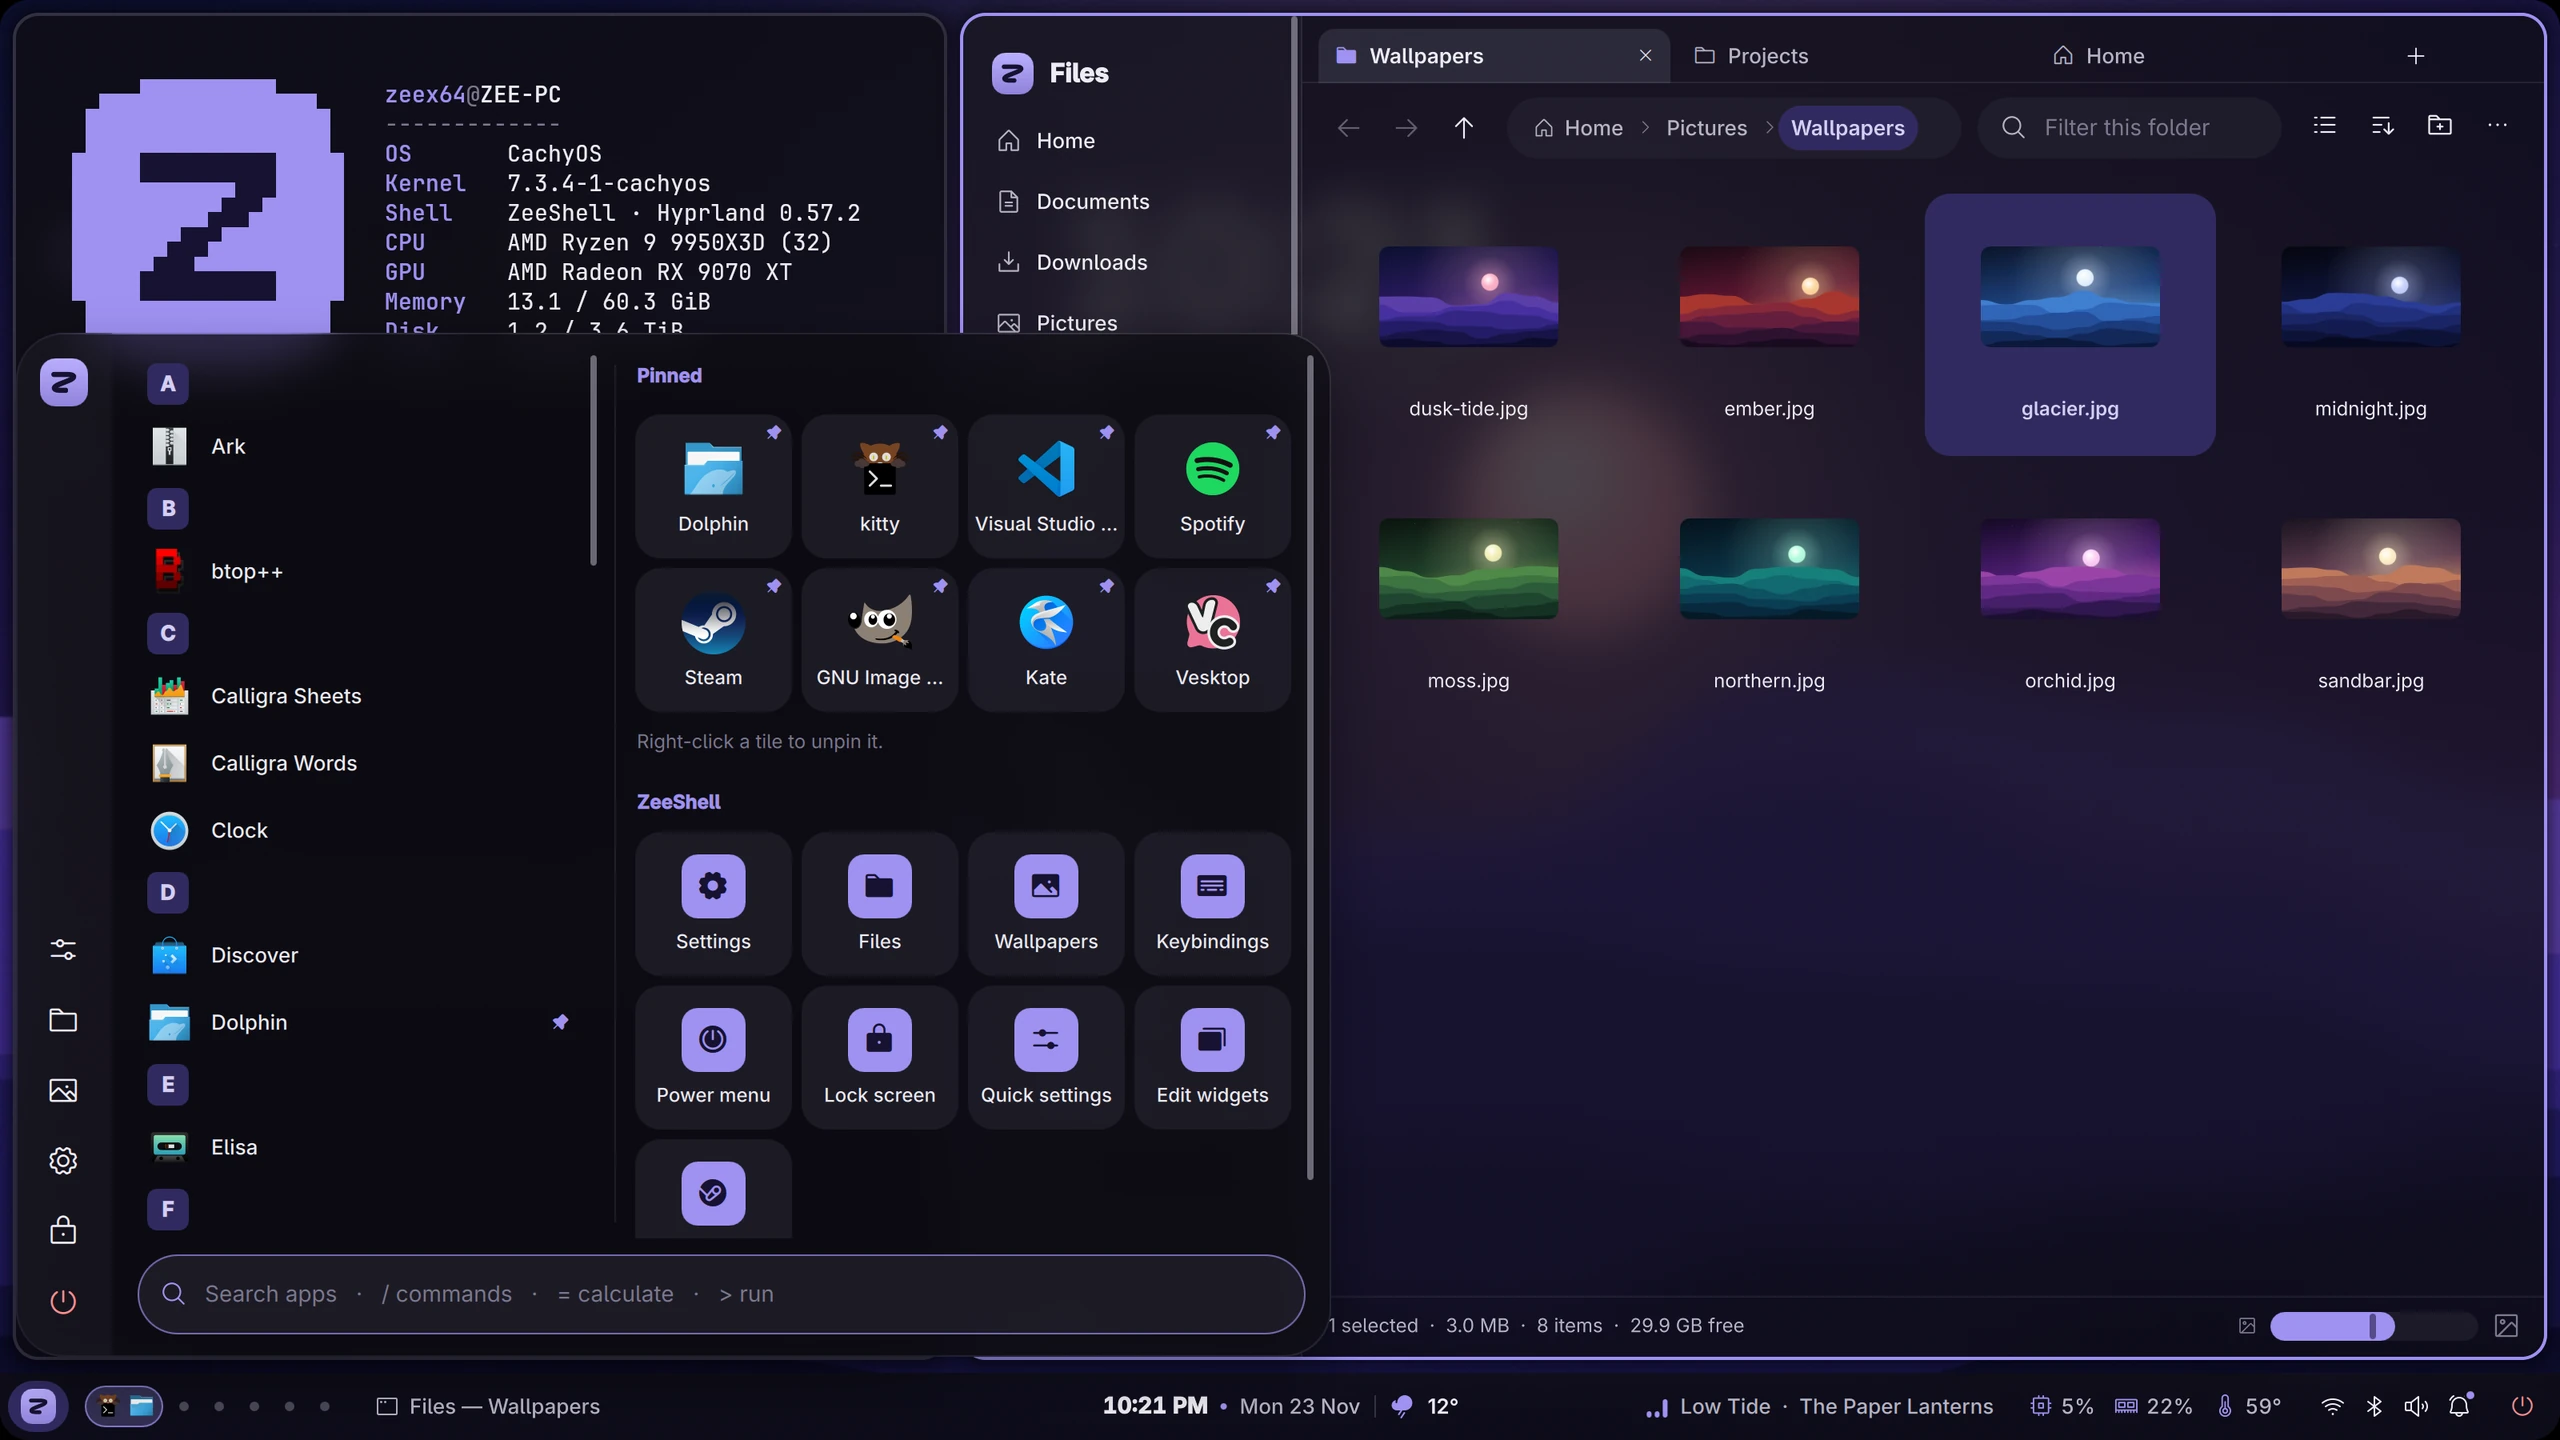 zeex64@ZEE-PC
-------------
OS CachyOS
Kernel 7.3.4-1-cachyos
Shell ZeeShell · Hyprland 0.57.2
CPU AMD Ryzen 9 9950X3D (32)
GPU AMD Radeon RX 9070 XT
Memory 13.1 / 60.3 GiB
Disk 1.2 / 3.6 TiB
Files
Home
Documents
Downloads
Pictures
Wallpapers
Projects
Home
Home
Pictures
Wallpapers
Filter this folder
dusk-tide.jpg
ember.jpg
glacier.jpg
midnight.jpg
moss.jpg
northern.jpg
orchid.jpg
sandbar.jpg
1 selected · 3.0 MB · 8 items · 29.9 GB free
A
Ark
B
btop++
C
Calligra Sheets
Calligra Words
Clock
D
Discover
Dolphin
E
Elisa
F
Pinned
Dolphin
kitty
Visual Studio ...
Spotify
Steam
GNU Image ...
Kate
Vesktop
Right-click a tile to unpin it.
ZeeShell
Settings
Files
Wallpapers
Keybindings
Power menu
Lock screen
Quick settings
Edit widgets
Search apps · / commands · = calculate · > run
Files — Wallpapers
10:21 PM • Mon 23 Nov
12°
Low Tide · The Paper Lanterns
5%
22%
59°